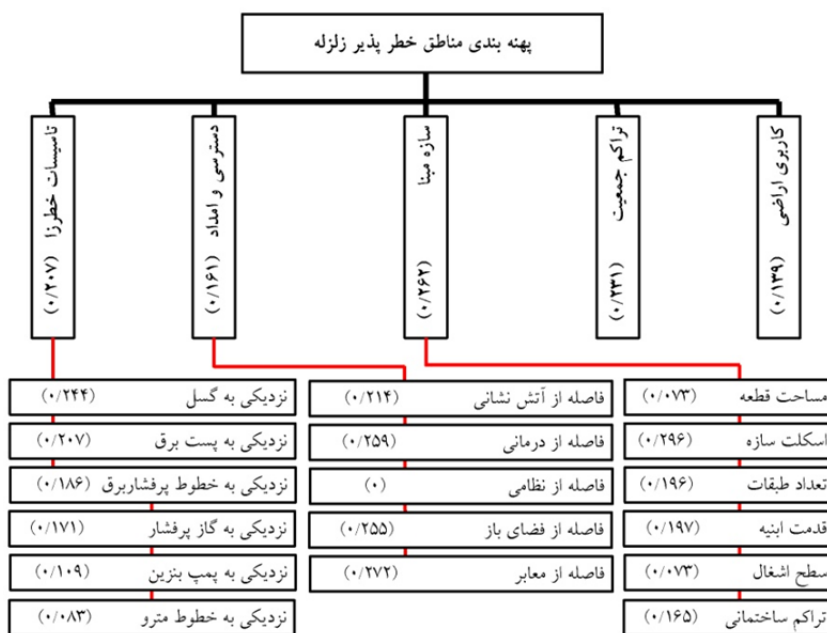 پهنه بندی مناطق خطر پذیر زلزله
کاربری اراضی (۰/۱۳۹)
تراکم جمعیت (۰/۲۳۱)
سازه مبنا (۰/۲۶۲)
دسترسی و امداد (۰/۱۶۱)
تاسیسات خطرزا (۰/۲۰۷)
مساحت قطعه (۰/۰۷۳)
اسکلت سازه (۰/۲۹۶)
تعداد طبقات (۰/۱۹۶)
قدمت ابنیه (۰/۱۹۷)
سطح اشغال (۰/۰۷۳)
تراکم ساختمانی (۰/۱۶۵)
فاصله از آتش نشانی (۰/۲۱۴)
فاصله از درمانی (۰/۲۵۹)
فاصله از نظامی (۰)
فاصله از فضای باز (۰/۲۵۵)
فاصله از معابر (۰/۲۷۲)
نزدیکی به گسل (۰/۲۴۴)
نزدیکی به پست برق (۰/۲۰۷)
نزدیکی به خطوط پرفشاربرق (۰/۱۸۶)
نزدیکی به گاز پرفشار (۰/۱۷۱)
نزدیکی به پمپ بنزین (۰/۱۰۹)
نزدیکی به خطوط مترو (۰/۰۸۳)